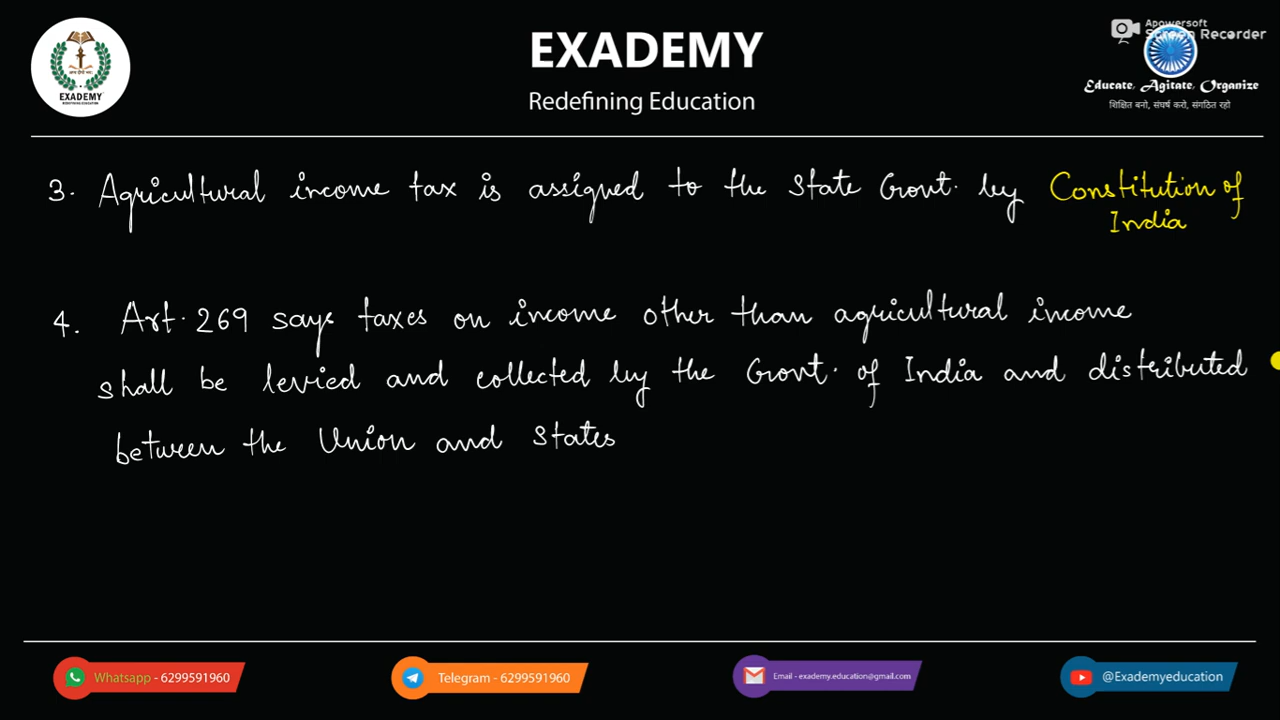 EXADEMY
Redefining Education
EXADEMY
REDEFINING EDUCATION
Apowersoft
Screen Recorder
Educate, Agitate, Organize
शिक्षित बनो, संघर्ष करो, संगठित रहो
3. Agricultural income tax is assigned to the State Govt. by Constitution of
India
4. Art. 269 says taxes on income other than agricultural income
shall be levied and collected by the Govt. of India and distributed
between the Union and States
Whatsapp - 6299591960
Telegram - 6299591960
Email - exademy.education@gmail.com
@Exademyeducation